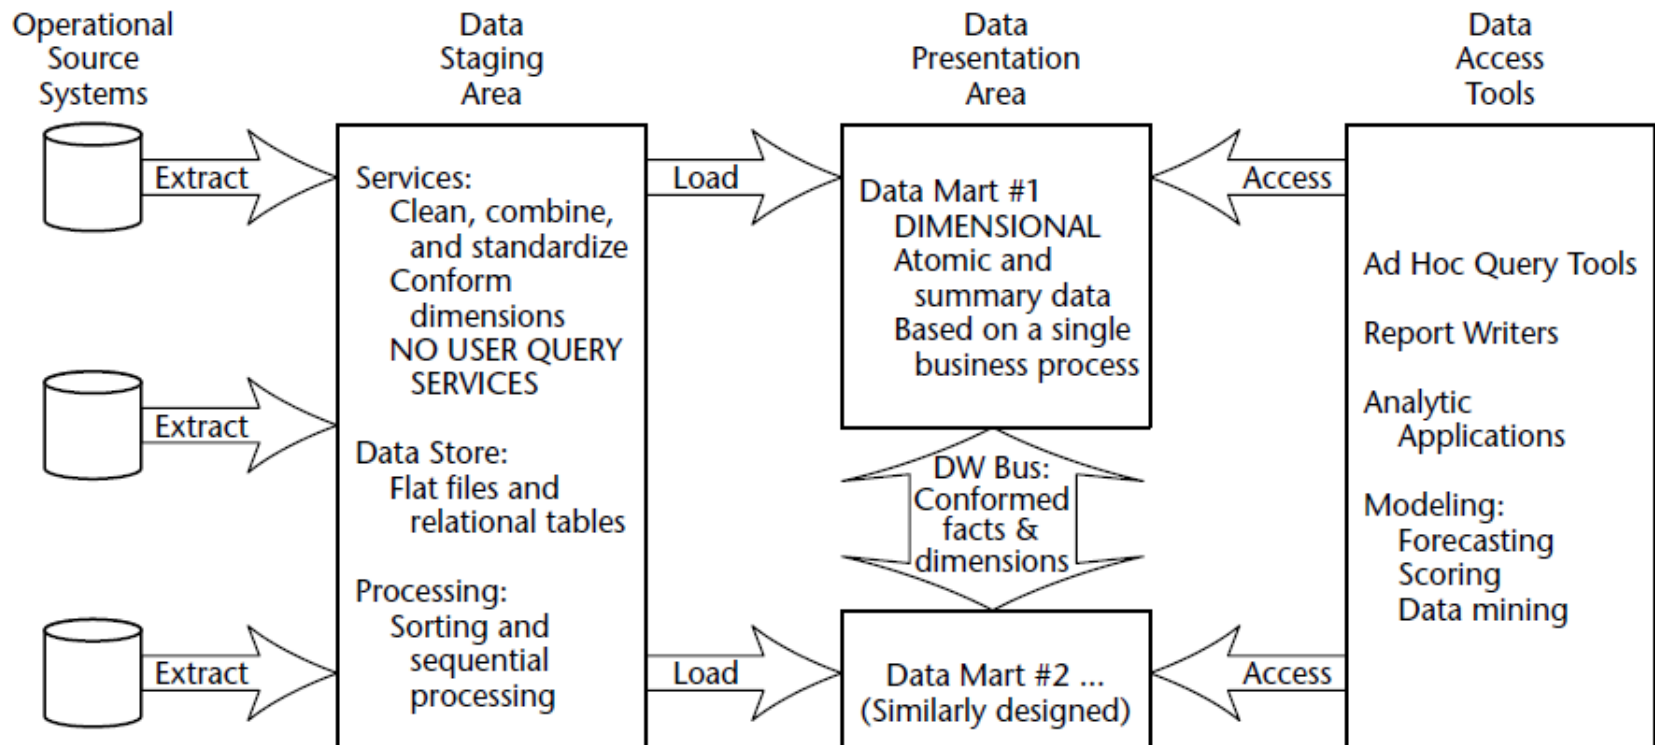 Operational
Source
Systems
Data
Staging
Area
Data
Presentation
Area
Data
Access
Tools
Extract
Extract
Extract
Services:
Clean, combine,
and standardize
Conform
dimensions
NO USER QUERY
SERVICES
Data Store:
Flat files and
relational tables
Processing:
Sorting and
sequential
processing
Load
Load
Data Mart #1
DIMENSIONAL
Atomic and
summary data
Based on a single
business process
DW Bus:
Conformed
facts &
dimensions
Data Mart #2 ...
(Similarly designed)
Access
Access
Ad Hoc Query Tools
Report Writers
Analytic
Applications
Modeling:
Forecasting
Scoring
Data mining